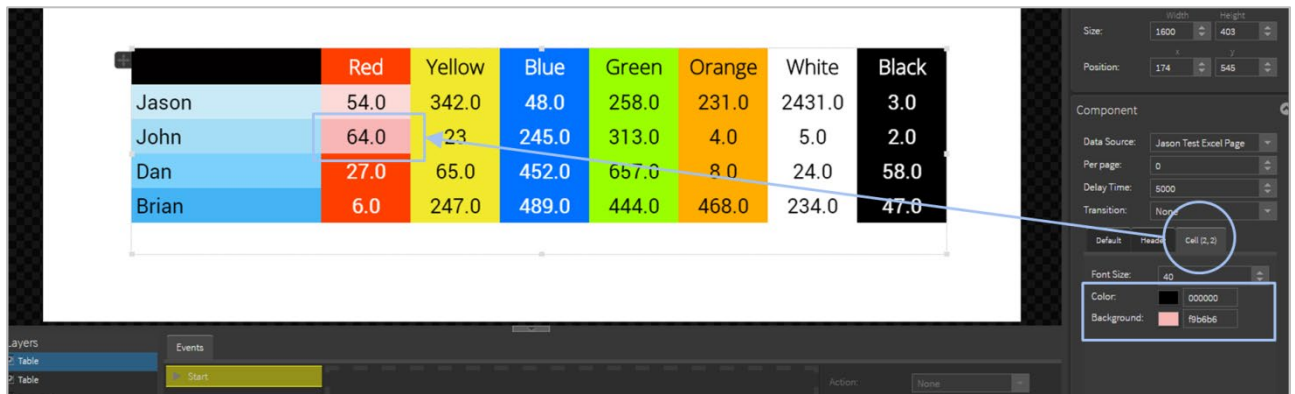 Width Height
Size: 1600 403
x y
Position: 174 545
Red Yellow Blue Green Orange White Black
Jason 54.0 342.0 48.0 258.0 231.0 2431.0 3.0
John 64.0 23 245.0 313.0 4.0 5.0 2.0
Dan 27.0 65.0 452.0 657.0 8.0 24.0 58.0
Brian 6.0 247.0 489.0 444.0 468.0 234.0 47.0
Component
Data Source: Jason Test Excel Page
Per page: 0
Delay Time: 5000
Transition: None
Default Heade Cell (2, 2)
Font Size: 40
Color: 000000
Background: f9b6b6
ayers
Table
Table
Events
Start
Action: None